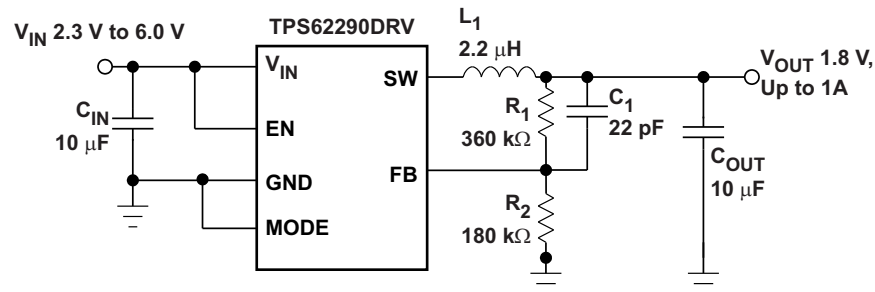 TPS62290DRV
V_IN 2.3 V to 6.0 V
L1
2.2 μH
VIN
SW
VOUT 1.8 V,
Up to 1A
CIN
10 μF
EN
R1
360 kΩ
C1
22 pF
COUT
10 μF
GND
FB
MODE
R2
180 kΩ